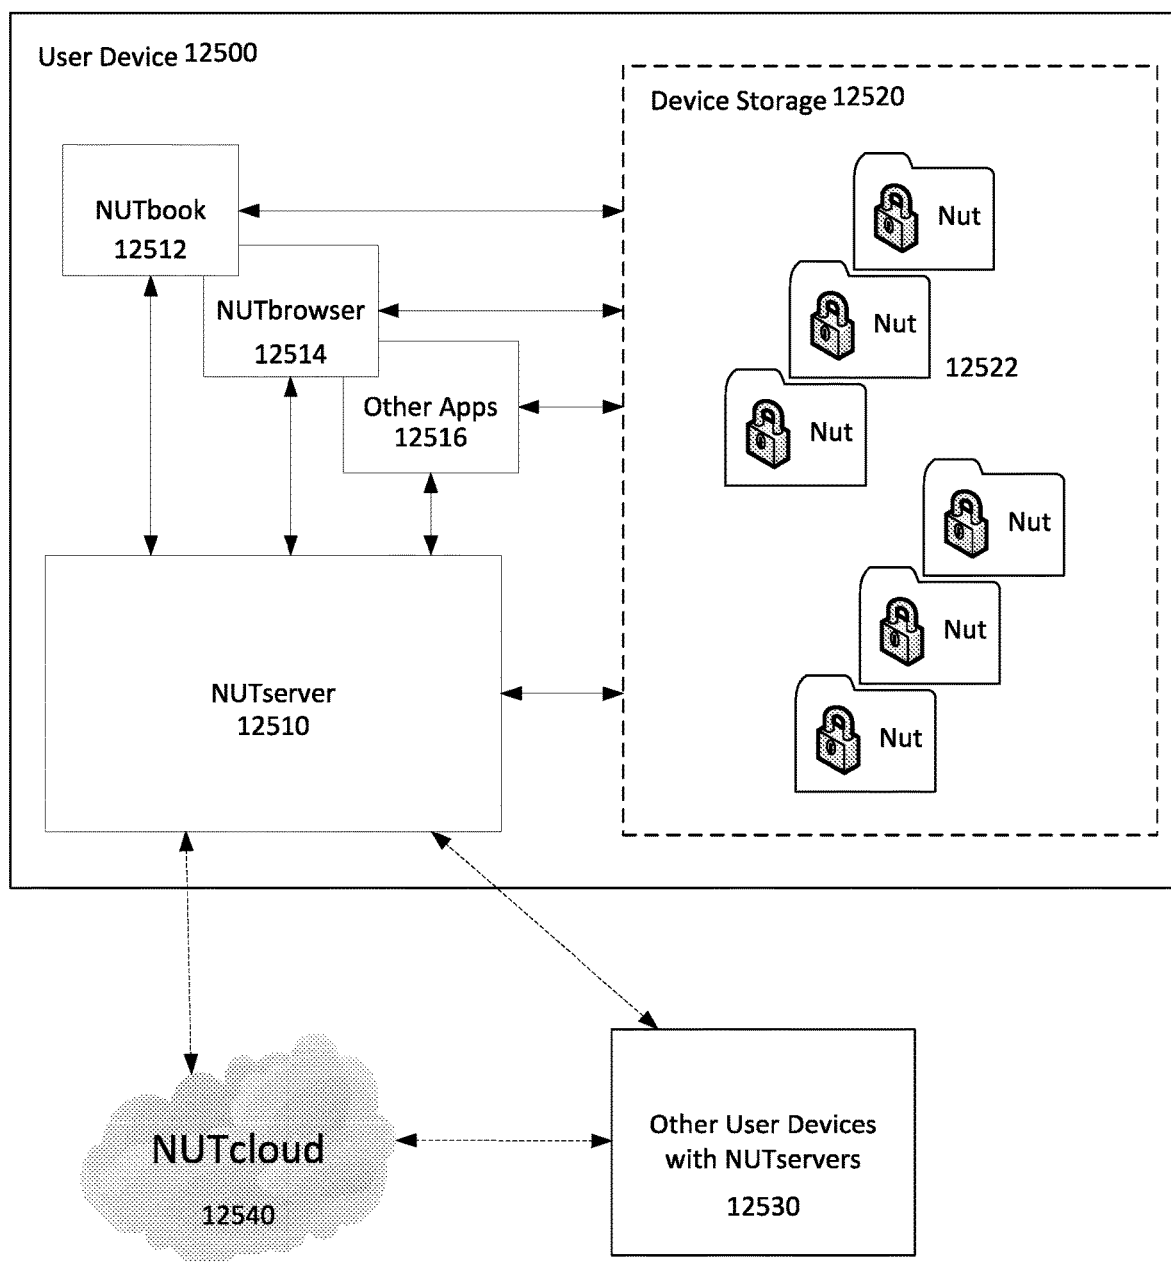 User Device 12500
Device Storage 12520
NUTbook
12512
NUTbrowser
12514
Other Apps
12516
Nut
Nut
12522
Nut
Nut
Nut
Nut
NUTserver
12510
NUTcloud
12540
Other User Devices
with NUTservers
12530